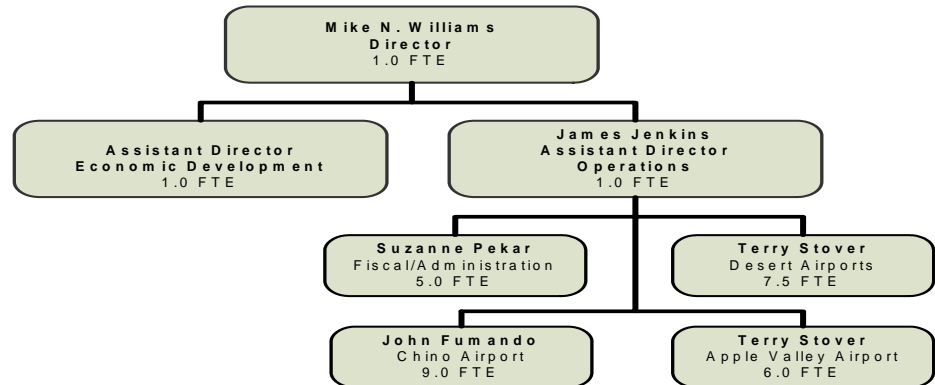 Mike N. Williams
Director
1.0 FTE
Assistant Director
Economic Development
1.0 FTE
James Jenkins
Assistant Director
Operations
1.0 FTE
Suzanne Pekar
Fiscal/Administration
5.0 FTE
Terry Stover
Desert Airports
7.5 FTE
John Fumando
Chino Airport
9.0 FTE
Terry Stover
Apple Valley Airport
6.0 FTE